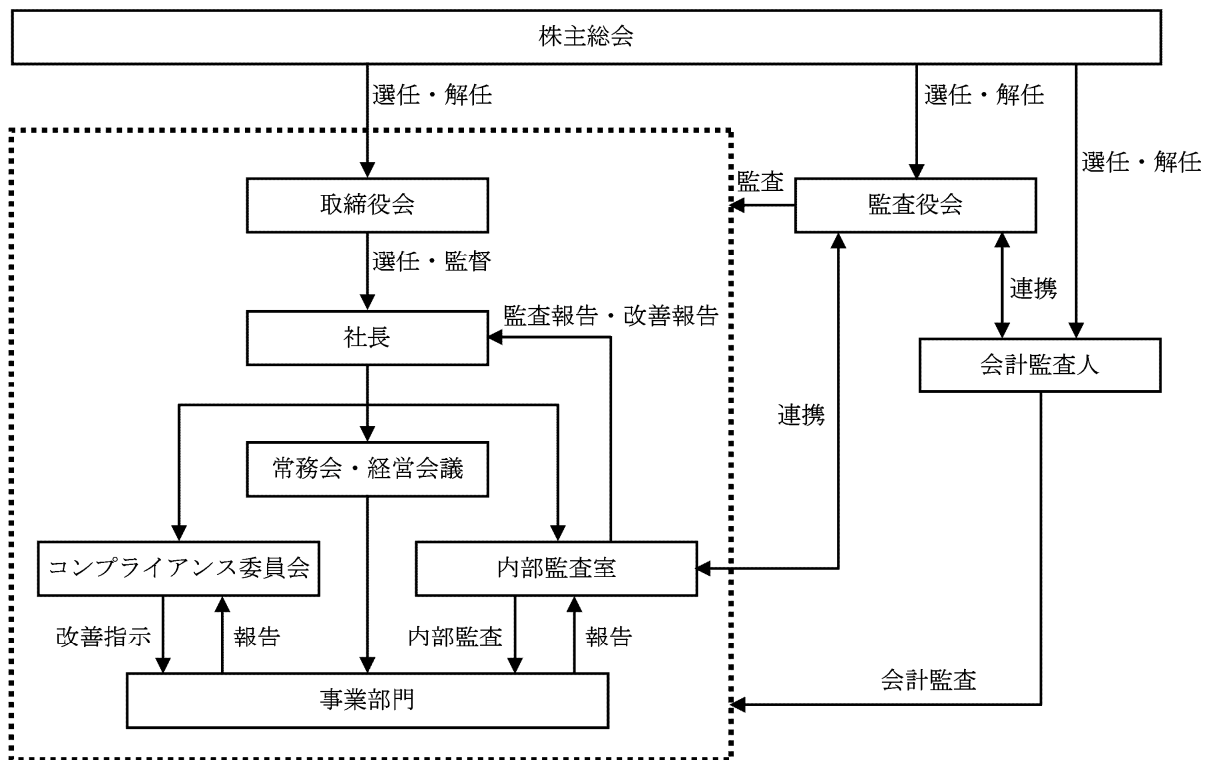 株主総会
選任・解任
選任・解任
選任・解任
取締役会
監査
監査役会
選任・監督
連携
監査報告・改善報告
社長
会計監査人
連携
常務会・経営会議
コンプライアンス委員会
内部監査室
改善指示
報告
内部監査
報告
会計監査
事業部門